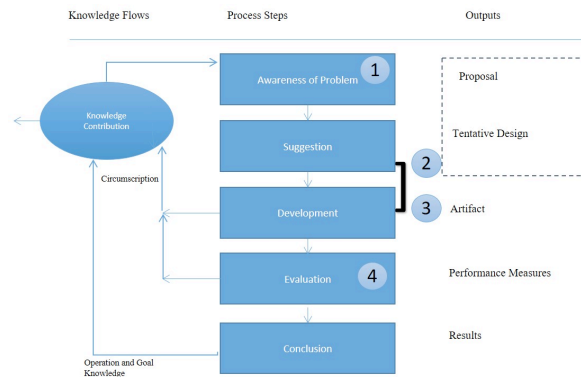 Knowledge Flows
Process Steps
Outputs
Awareness of Problem
1
Proposal
Knowledge
Contribution
Suggestion
Tentative Design
2
Circumscription
Development
3
Artifact
Evaluation
4
Performance Measures
Conclusion
Results
Operation and Goal
Knowledge